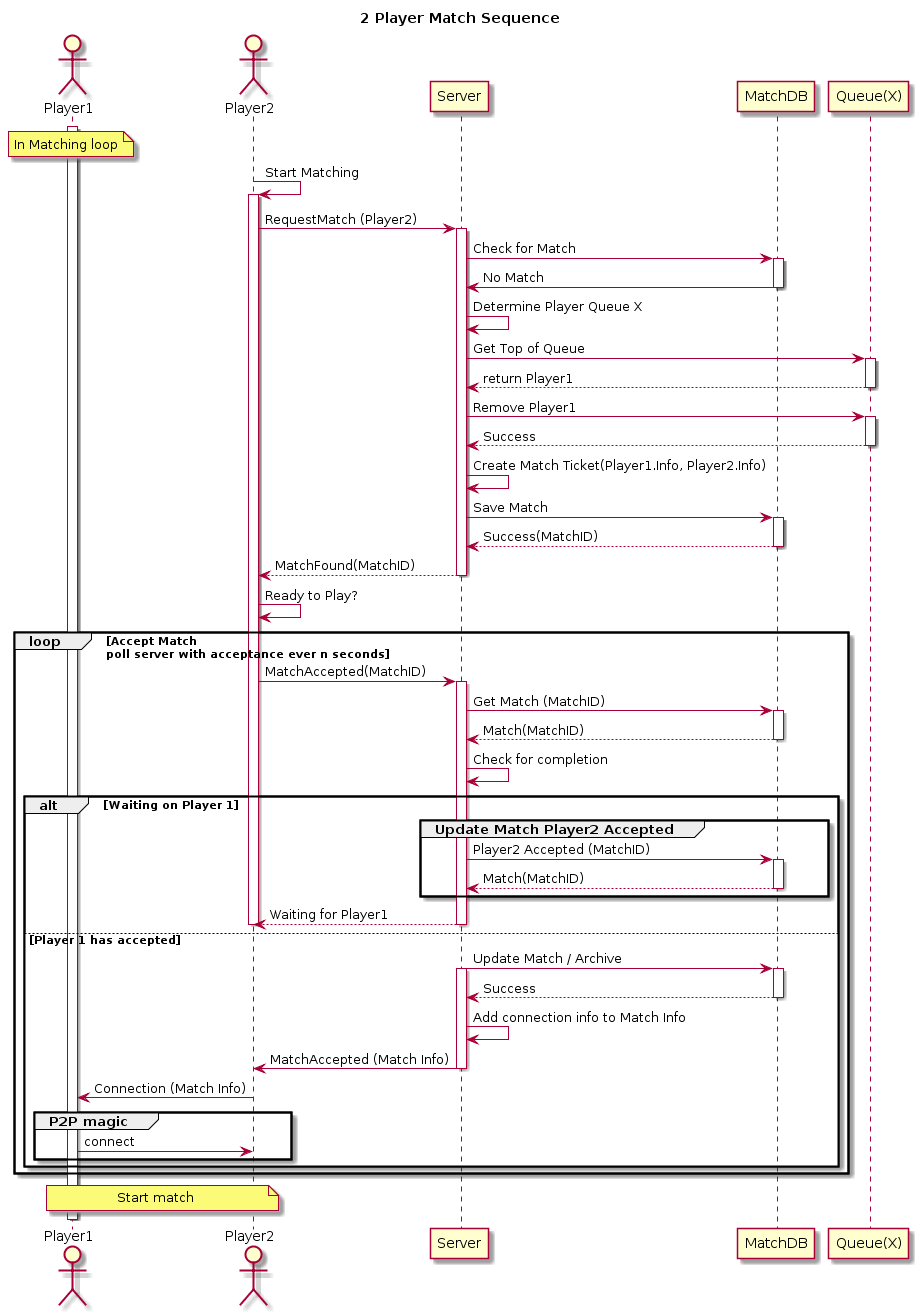 2 Player Match Sequence
Player1
Player2
Server
MatchDB
Queue(X)
In Matching loop
Start Matching
RequestMatch (Player2)
Check for Match
No Match
Determine Player Queue X
Get Top of Queue
return Player1
Remove Player1
Success
Create Match Ticket(Player1.Info, Player2.Info)
Save Match
Success(MatchID)
MatchFound(MatchID)
Ready to Play?
loop
[Accept Match
poll server with acceptance ever n seconds]
MatchAccepted(MatchID)
Get Match (MatchID)
Match(MatchID)
Check for completion
alt
[Waiting on Player 1]
Update Match Player2 Accepted
Player2 Accepted (MatchID)
Match(MatchID)
Waiting for Player1
[Player 1 has accepted]
Update Match / Archive
Success
Add connection info to Match Info
MatchAccepted (Match Info)
Connection (Match Info)
P2P magic
connect
Start match
Player1
Player2
Server
MatchDB
Queue(X)